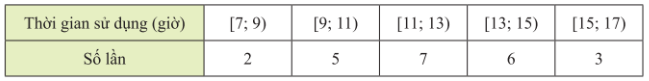 Thời gian sử dụng (giờ) [7; 9) [9; 11) [11; 13) [13; 15) [15; 17)
Số lần 2 5 7 6 3